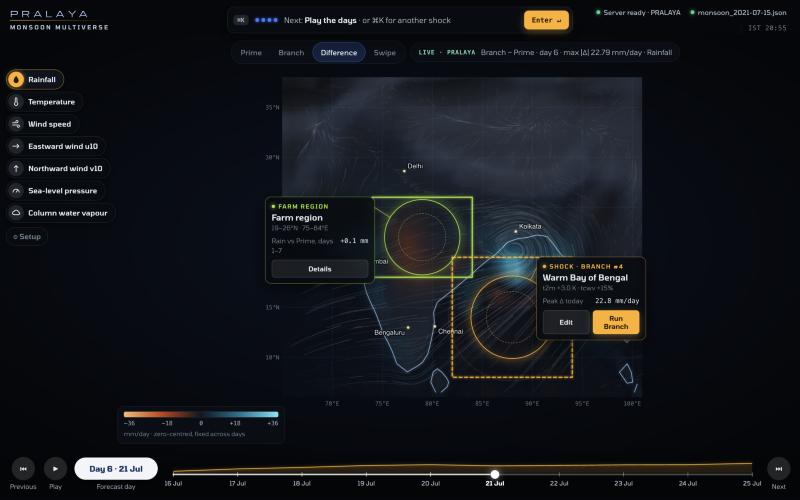 PRALAYA
MONSOON MULTIVERSE
⌘K Next: Play the days · or ⌘K for another shock Enter ↵
Server ready · PRALAYA monsoon_2021-07-15.json
IST 20:55
Prime Branch Difference Swipe
LIVE · PRALAYA Branch − Prime · day 6 · max |Δ| 22.79 mm/day · Rainfall
Rainfall
Temperature
Wind speed
Eastward wind u10
Northward wind v10
Sea-level pressure
Column water vapour
Setup
35°N
30°N
15°N
10°N
Delhi
Kolkata
mbai
Bengaluru
Chennai
FARM REGION
Farm region
18–26°N · 75–84°E
Rain vs Prime, days 1–7 +0.1 mm
Details
SHOCK · BRANCH #4
Warm Bay of Bengal
t2m +3.0 K · tcwv +15%
Peak Δ today 22.8 mm/day
Edit Run Branch
70°E 75°E 80°E 85°E 90°E 95°E 100°E
−36 −18 0 +18 +36
mm/day · zero-centred, fixed across days
Previous Play
Day 6 · 21 Jul
Forecast day
16 Jul 17 Jul 18 Jul 19 Jul 20 Jul 21 Jul 22 Jul 23 Jul 24 Jul 25 Jul
Next